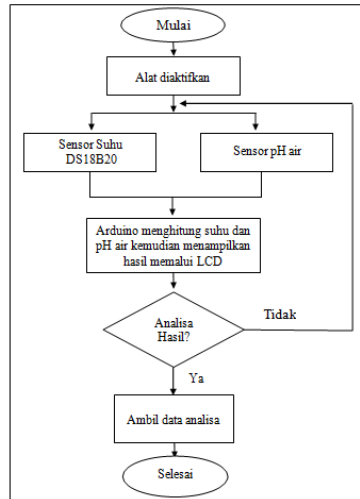 Mulai
Alat diaktifkan
Sensor Suhu
DS18B20
Sensor pH air
Arduino menghitung suhu dan
pH air kemudian menampilkan
hasil memalui LCD
Analisa
Hasil?
Tidak
Ya
Ambil data analisa
Selesai